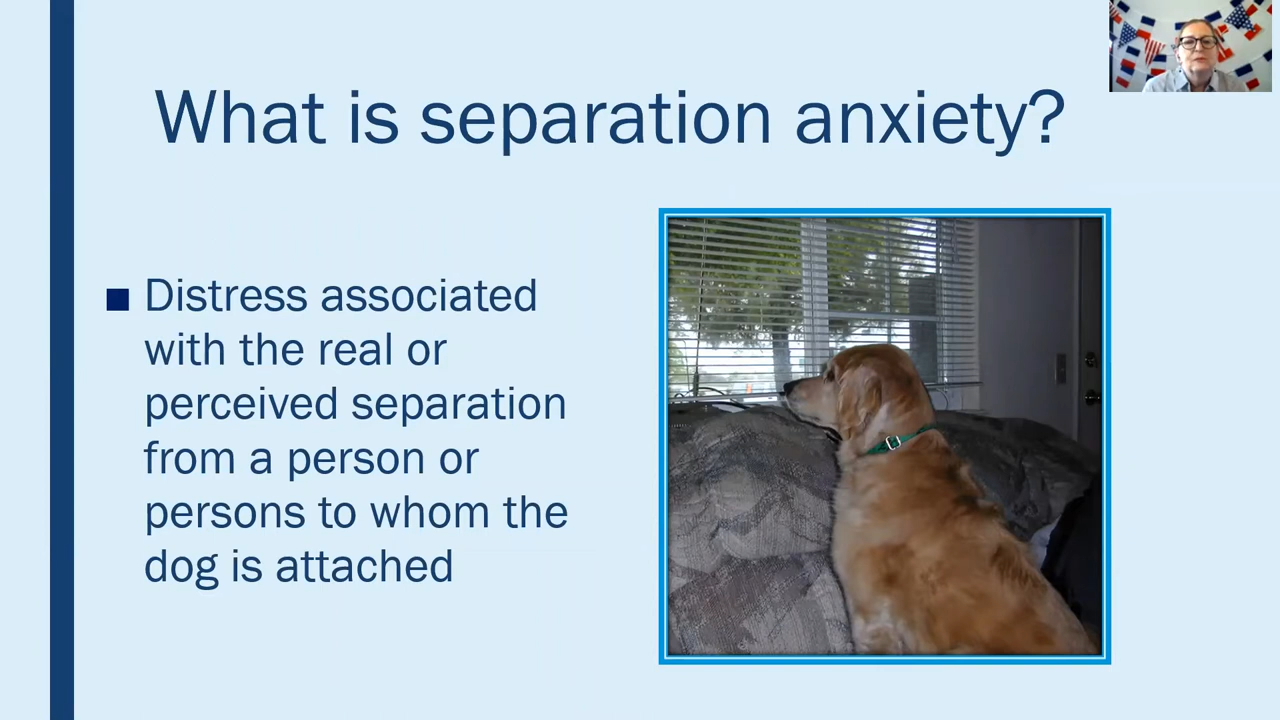 What is separation anxiety?
Distress associated
with the real or
perceived separation
from a person or
persons to whom the
dog is attached